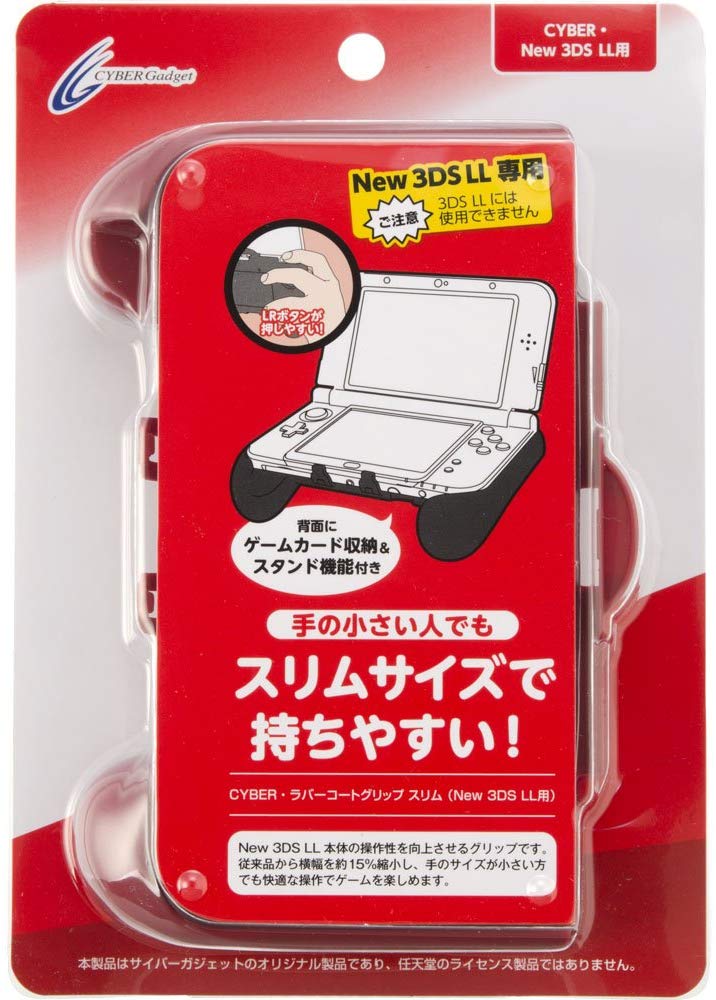 CYBER Gadget
CYBER・
New 3DS LL用
New 3DS LL 専用
ご注意
3DS LL には
使用できません
LRボタンが
押しやすい!
背面に
ゲームカード収納&
スタンド機能付き
手の小さい人でも
スリムサイズで
持ちやすい!
CYBER・ラバーコートグリップ スリム（New 3DS LL用）
New 3DS LL 本体の操作性を向上させるグリップです。
従来品から横幅を約15%縮小し、手のサイズが小さい方
でも快適な操作でゲームを楽しめます。
本製品はサイバーガジェットのオリジナル製品であり、任天堂のライセンス製品ではありません。